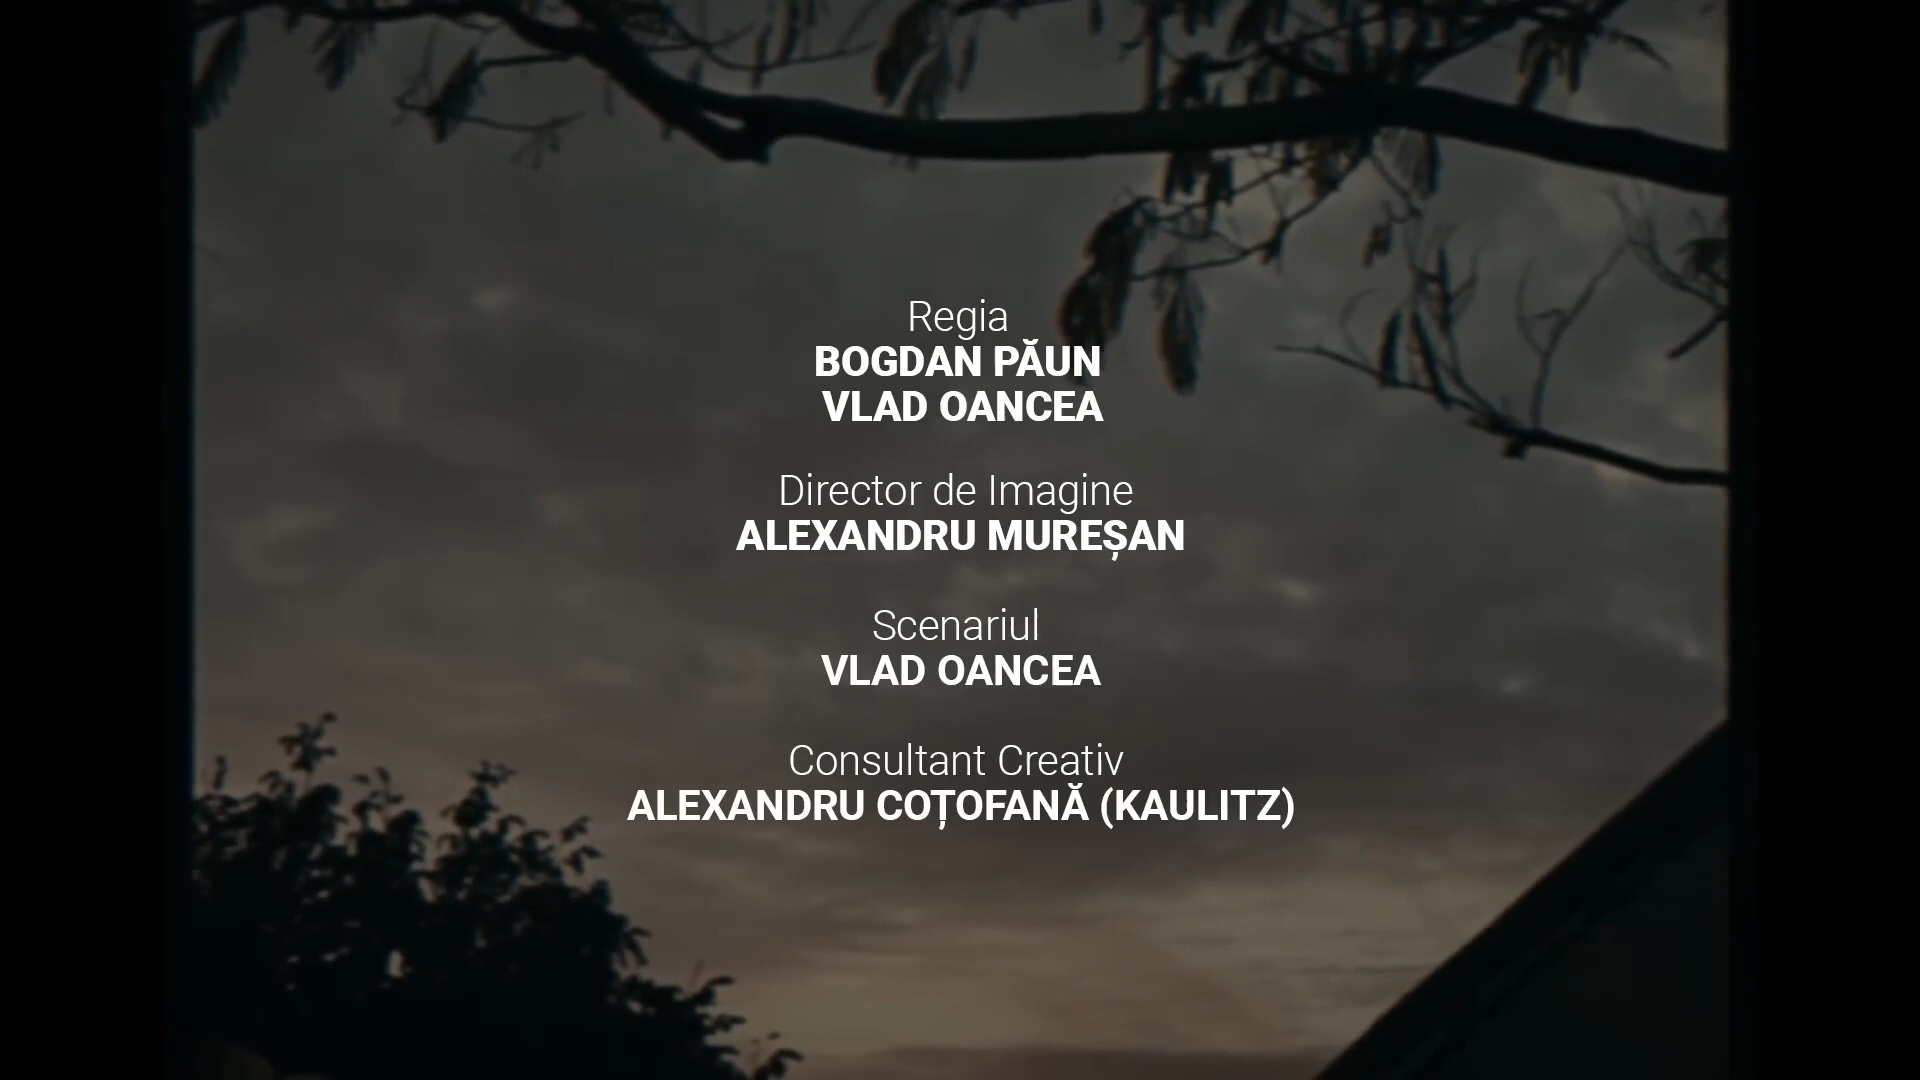 Regia
BOGDAN PĂUN
VLAD OANCEA
Director de Imagine
ALEXANDRU MUREȘAN
Scenariul
VLAD OANCEA
Consultant Creativ
ALEXANDRU COȚOFANĂ (KAULITZ)